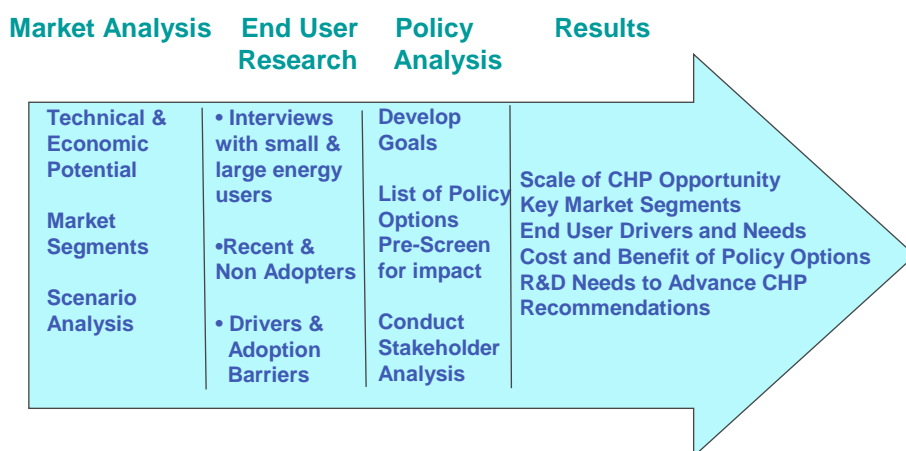 Market Analysis
End User
Research
Policy
Analysis
Results
Technical &
Economic
Potential
Market
Segments
Scenario
Analysis
• Interviews
with small &
large energy
users
•Recent &
Non Adopters
• Drivers &
Adoption
Barriers
Develop
Goals
List of Policy
Options
Pre-Screen
for impact
Conduct
Stakeholder
Analysis
Scale of CHP Opportunity
Key Market Segments
End User Drivers and Needs
Cost and Benefit of Policy Options
R&D Needs to Advance CHP
Recommendations